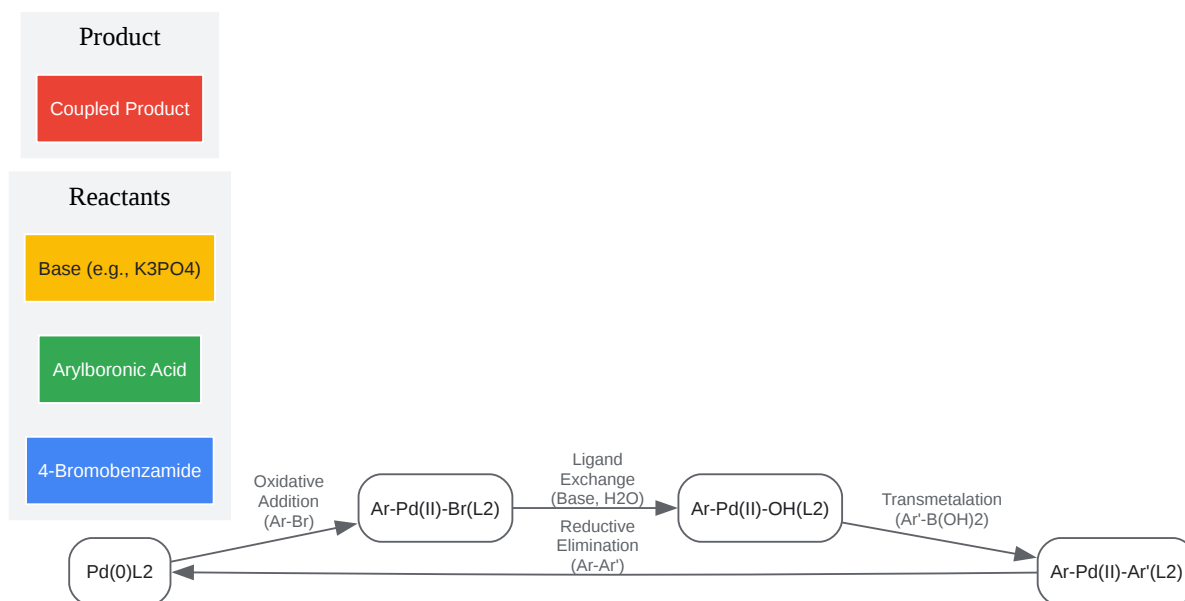 Product
Coupled Product
Reactants
Base (e.g., K3PO4)
Arylboronic Acid
4-Bromobenzamide
Oxidative
Addition
(Ar-Br)
Ligand
Exchange
(Base, H2O)
Reductive
Elimination
(Ar-Ar')
Transmetalation
(Ar'-B(OH)2)
Pd(0)L2
Ar-Pd(II)-Br(L2)
Ar-Pd(II)-OH(L2)
Ar-Pd(II)-Ar'(L2)